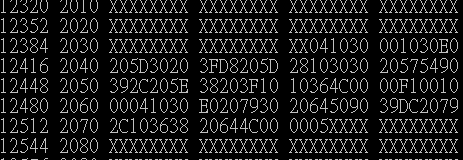 12320 2010 XXXXXXXX XXXXXXXX XXXXXXXX XXXXXXXX
12352 2020 XXXXXXXX XXXXXXXX XXXXXXXX XXXXXXXX
12384 2030 XXXXXXXX XXXXXXXX XX041030 001030E0
12416 2040 205D3020 3FD8205D 28103030 20575490
12448 2050 392C205E 38203F10 10364C00 00F10010
12480 2060 00041030 E0207930 20645090 39DC2079
12512 2070 2C103638 20644C00 0005XXXX XXXXXXXX
12544 2080 XXXXXXXX XXXXXXXX XXXXXXXX XXXXXXXX